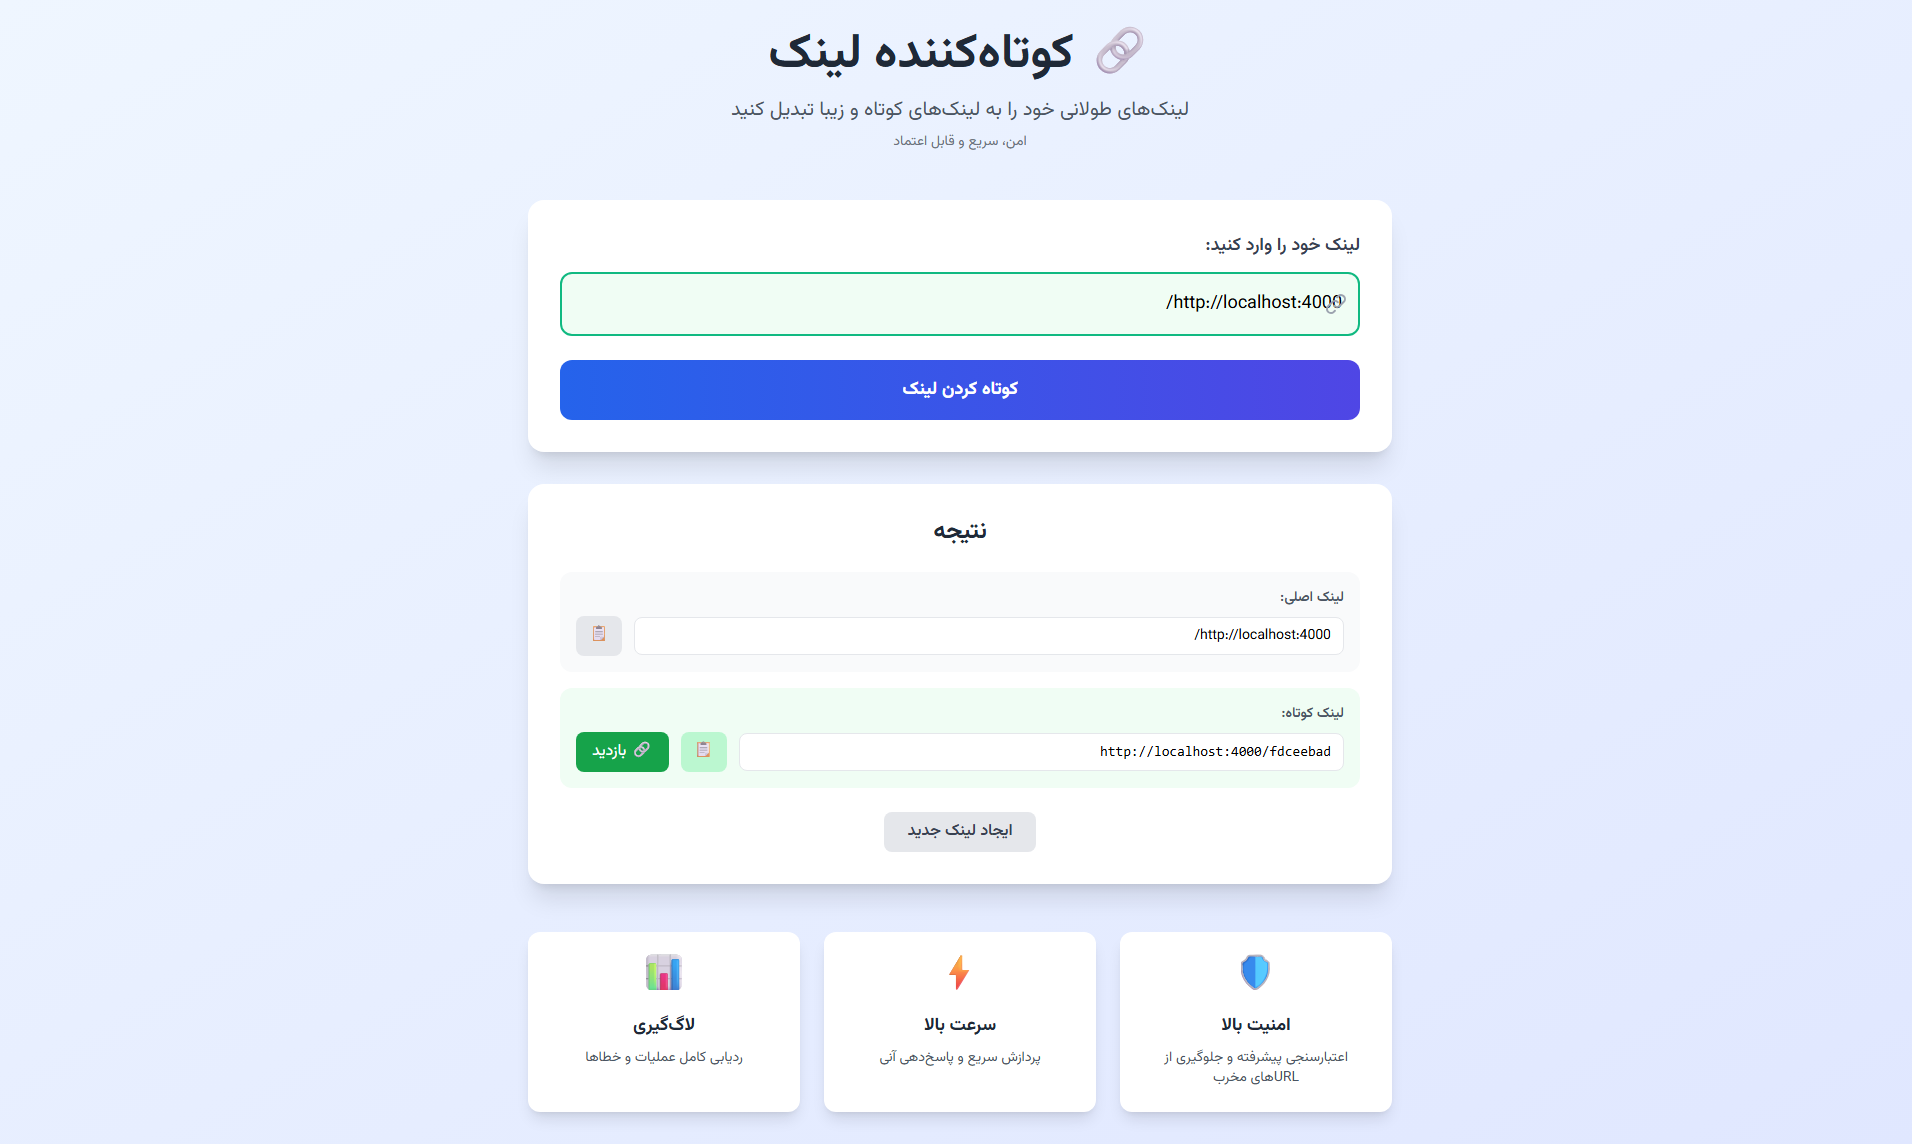 کوتاه‌کننده لینک
لینک‌های طولانی خود را به لینک‌های کوتاه و زیبا تبدیل کنید
امن، سریع و قابل اعتماد
لینک خود را وارد کنید:
/http://localhost:4000
کوتاه کردن لینک
نتیجه
لینک اصلی:
/http://localhost:4000
لینک کوتاه:
http://localhost:4000/fdceebad
بازدید
ایجاد لینک جدید
امنیت بالا
اعتبارسنجی پیشرفته و جلوگیری از
URLهای مخرب
سرعت بالا
پردازش سریع و پاسخ‌دهی آنی
لاگ‌گیری
ردیابی کامل عملیات و خطاها